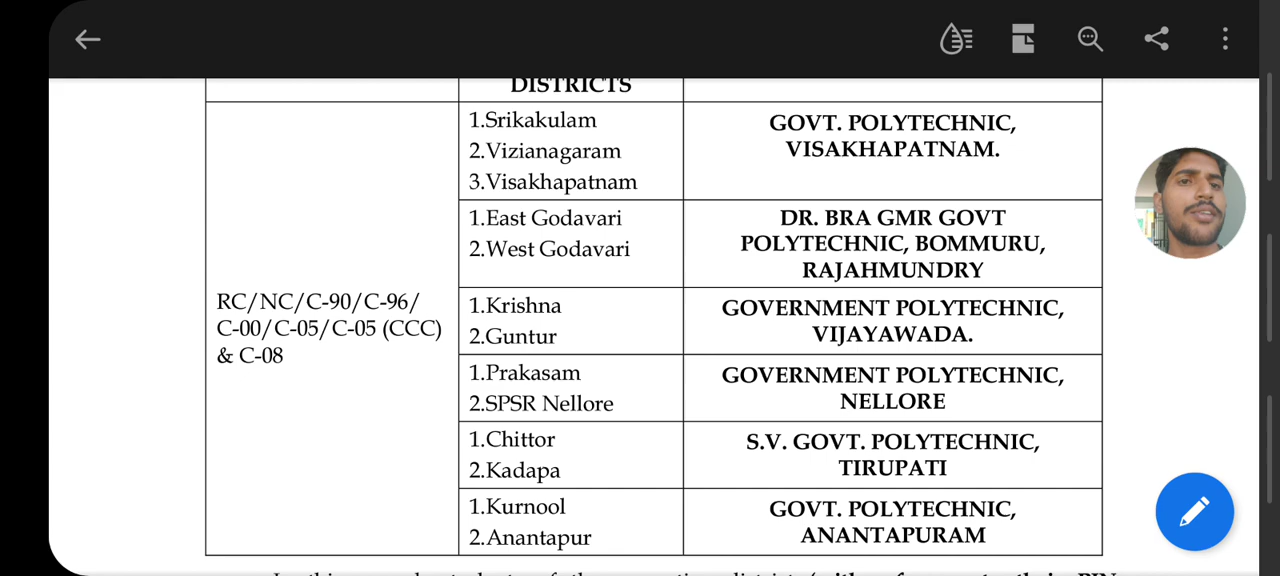 DISTRICTS
1.Srikakulam
2.Vizianagaram
3.Visakhapatnam
GOVT. POLYTECHNIC,
VISAKHAPATNAM.
1.East Godavari
2.West Godavari
DR. BRA GMR GOVT
POLYTECHNIC, BOMMURU,
RAJAHMUNDRY
RC/NC/C-90/C-96/
C-00/C-05/C-05 (CCC)
& C-08
1.Krishna
2.Guntur
GOVERNMENT POLYTECHNIC,
VIJAYAWADA.
1.Prakasam
2.SPSR Nellore
GOVERNMENT POLYTECHNIC,
NELLORE
1.Chittor
2.Kadapa
S.V. GOVT. POLYTECHNIC,
TIRUPATI
1.Kurnool
2.Anantapur
GOVT. POLYTECHNIC,
ANANTAPURAM